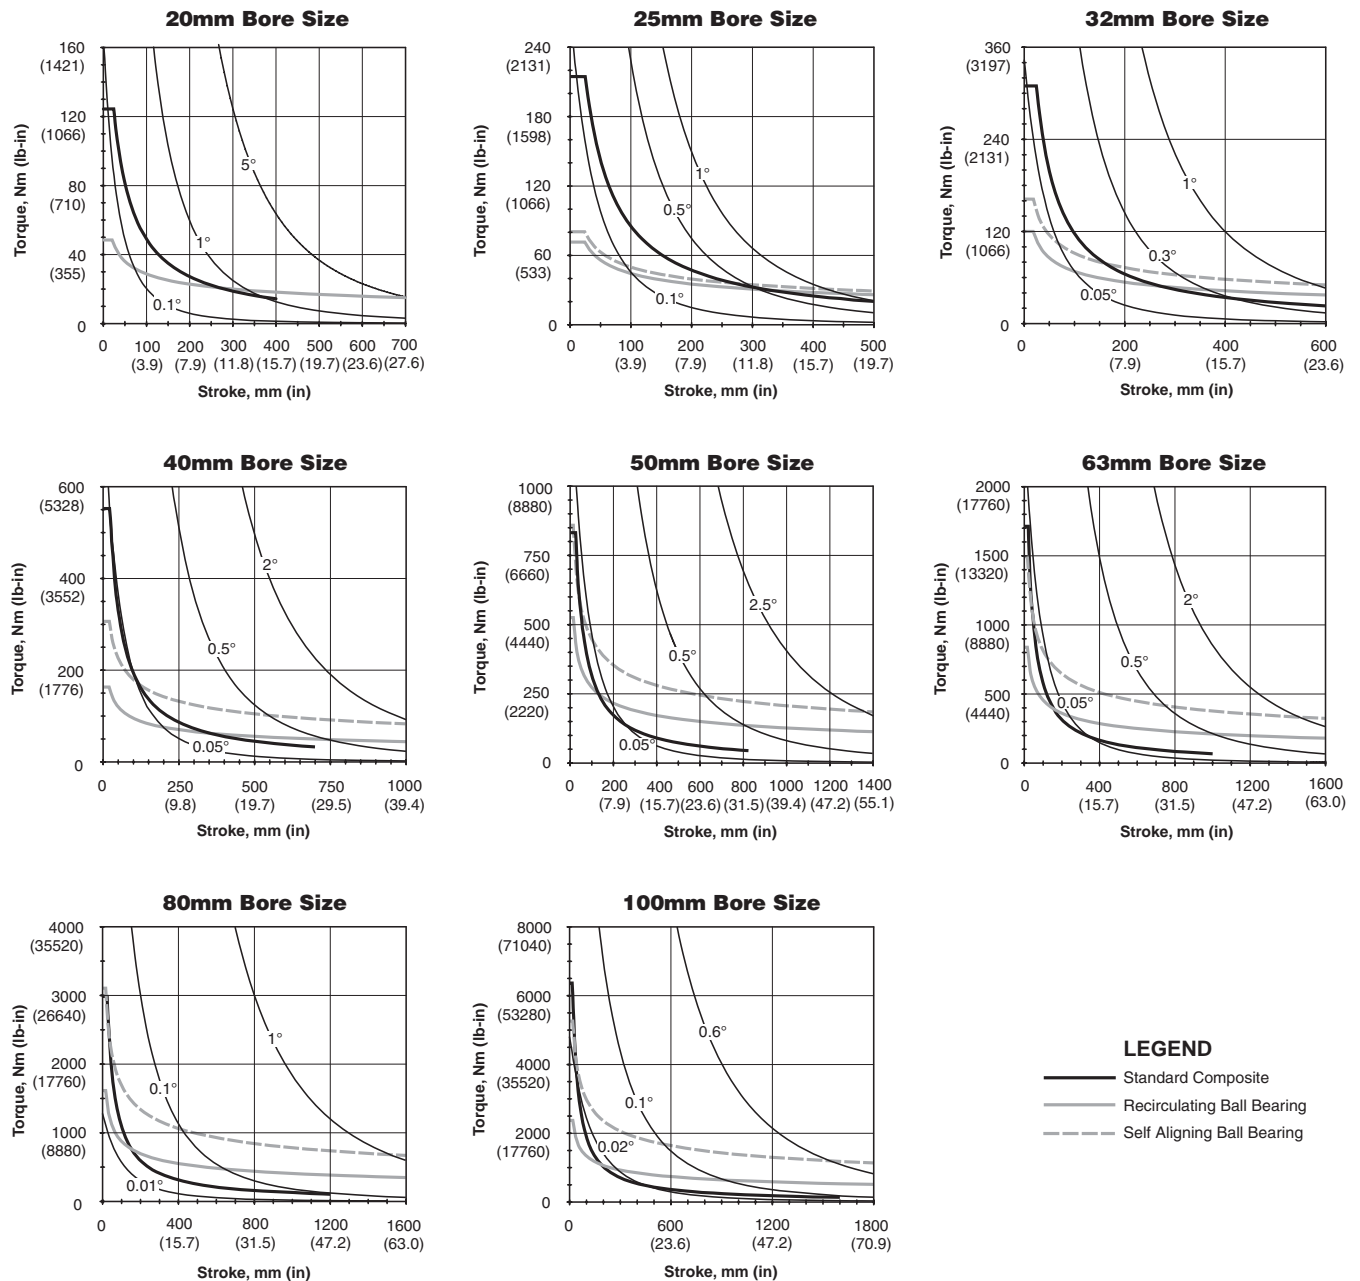 20mm Bore Size
160
(1421)
120
(1066)
80
(710)
40
(355)
0
Torque, Nm (lb-in)
5°
1°
0.1°
0 100 200 300 400 500 600 700
(3.9) (7.9) (11.8) (15.7) (19.7) (23.6) (27.6)
Stroke, mm (in)
25mm Bore Size
240
(2131)
180
(1598)
120
(1066)
60
(533)
0
Torque, Nm (lb-in)
1°
0.5°
0.1°
0 100 200 300 400 500
(3.9) (7.9) (11.8) (15.7) (19.7)
Stroke, mm (in)
32mm Bore Size
360
(3197)
240
(2131)
120
(1066)
0
Torque, Nm (lb-in)
1°
0.3°
0.05°
0 200 400 600
(7.9) (15.7) (23.6)
Stroke, mm (in)
40mm Bore Size
600
(5328)
400
(3552)
200
(1776)
0
Torque, Nm (lb-in)
2°
0.5°
0.05°
0 250 500 750 1000
(9.8) (19.7) (29.5) (39.4)
Stroke, mm (in)
50mm Bore Size
1000
(8880)
750
(6660)
500
(4440)
250
(2220)
0
Torque, Nm (lb-in)
2.5°
0.5°
0.05°
0 200 400 600 800 1000 1200 1400
(7.9) (15.7) (23.6) (31.5) (39.4) (47.2) (55.1)
Stroke, mm (in)
63mm Bore Size
2000
(17760)
1500
(13320)
1000
(8880)
500
(4440)
0
Torque, Nm (lb-in)
2°
0.5°
0.05°
0 400 800 1200 1600
(15.7) (31.5) (47.2) (63.0)
Stroke, mm (in)
80mm Bore Size
4000
(35520)
3000
(26640)
2000
(17760)
1000
(8880)
0
Torque, Nm (lb-in)
1°
0.1°
0.01°
0 400 800 1200 1600
(15.7) (31.5) (47.2) (63.0)
Stroke, mm (in)
100mm Bore Size
8000
(71040)
6000
(53280)
4000
(35520)
2000
(17760)
0
Torque, Nm (lb-in)
0.6°
0.1°
0.02°
0 600 1200 1800
(23.6) (47.2) (70.9)
Stroke, mm (in)
LEGEND
Standard Composite
Recirculating Ball Bearing
Self Aligning Ball Bearing